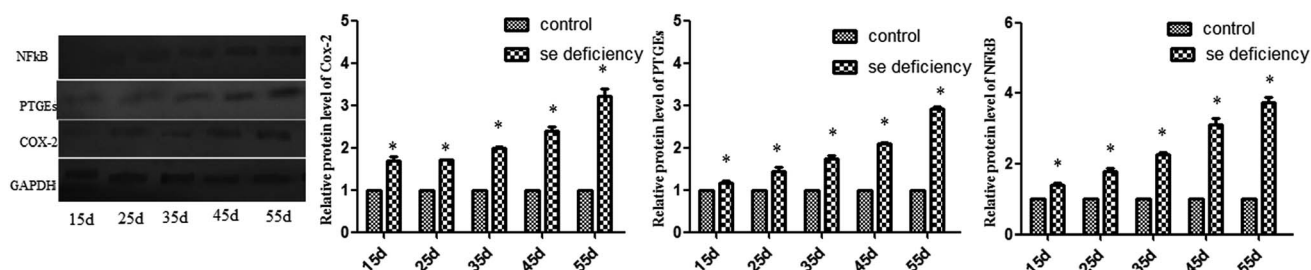 NFkB
PTGEs
COX-2
GAPDH
15d 25d 35d 45d 55d
Relative protein level of Cox-2
5
4
3
2
1
0
control
se deficiency
* * * * *
15d 25d 35d 45d 55d
Relative protein level of PTGEs
5
4
3
2
1
0
control
se deficiency
* * * * *
15d 25d 35d 45d 55d
Relative protein level of NFkB
6
4
2
0
control
se deficiency
* * * * *
15d 25d 35d 45d 55d